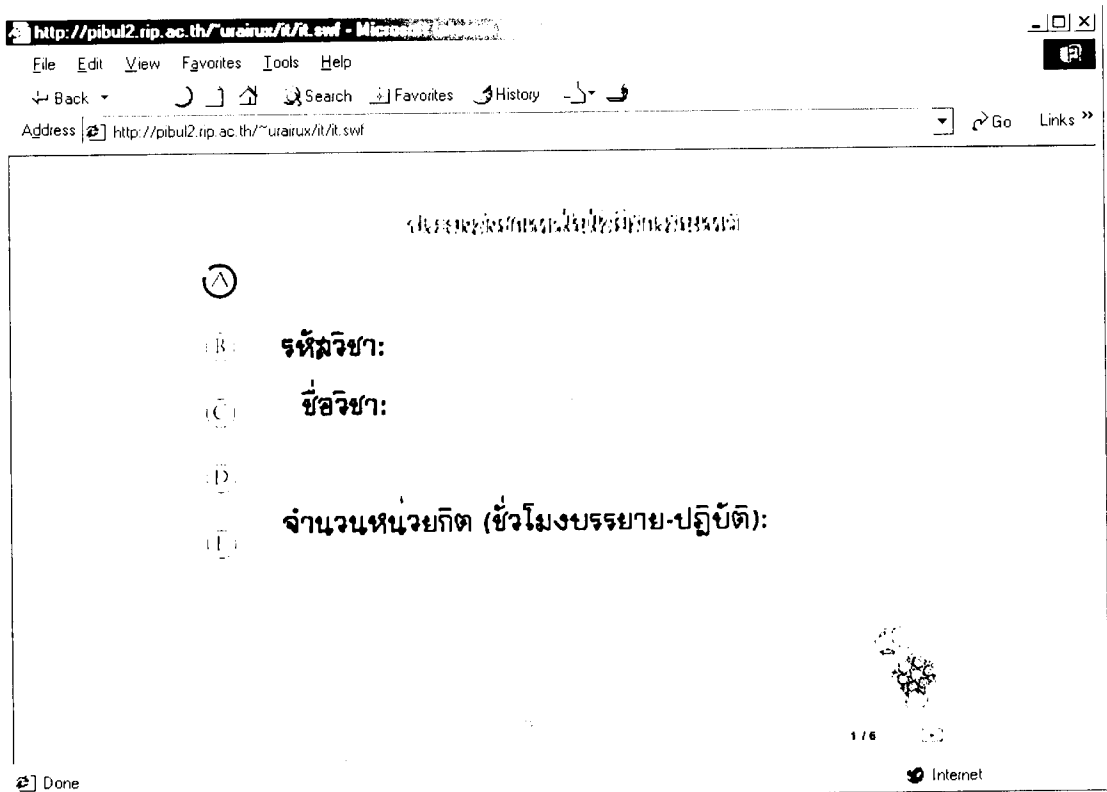 http://pibul2.rip.ac.th/~urairux/it/it.swf - Microsoft
File Edit View Favorites Tools Help
Back Search Favorites History
Address http://pibul2.rip.ac.th/~urairux/it/it.swf Go Links »
A
B รหัสวิชา:
C ชื่อวิชา:
D
จำนวนหน่วยกิต (ชั่วโมงบรรยาย-ปฏิบัติ):
1 / 6
Done Internet